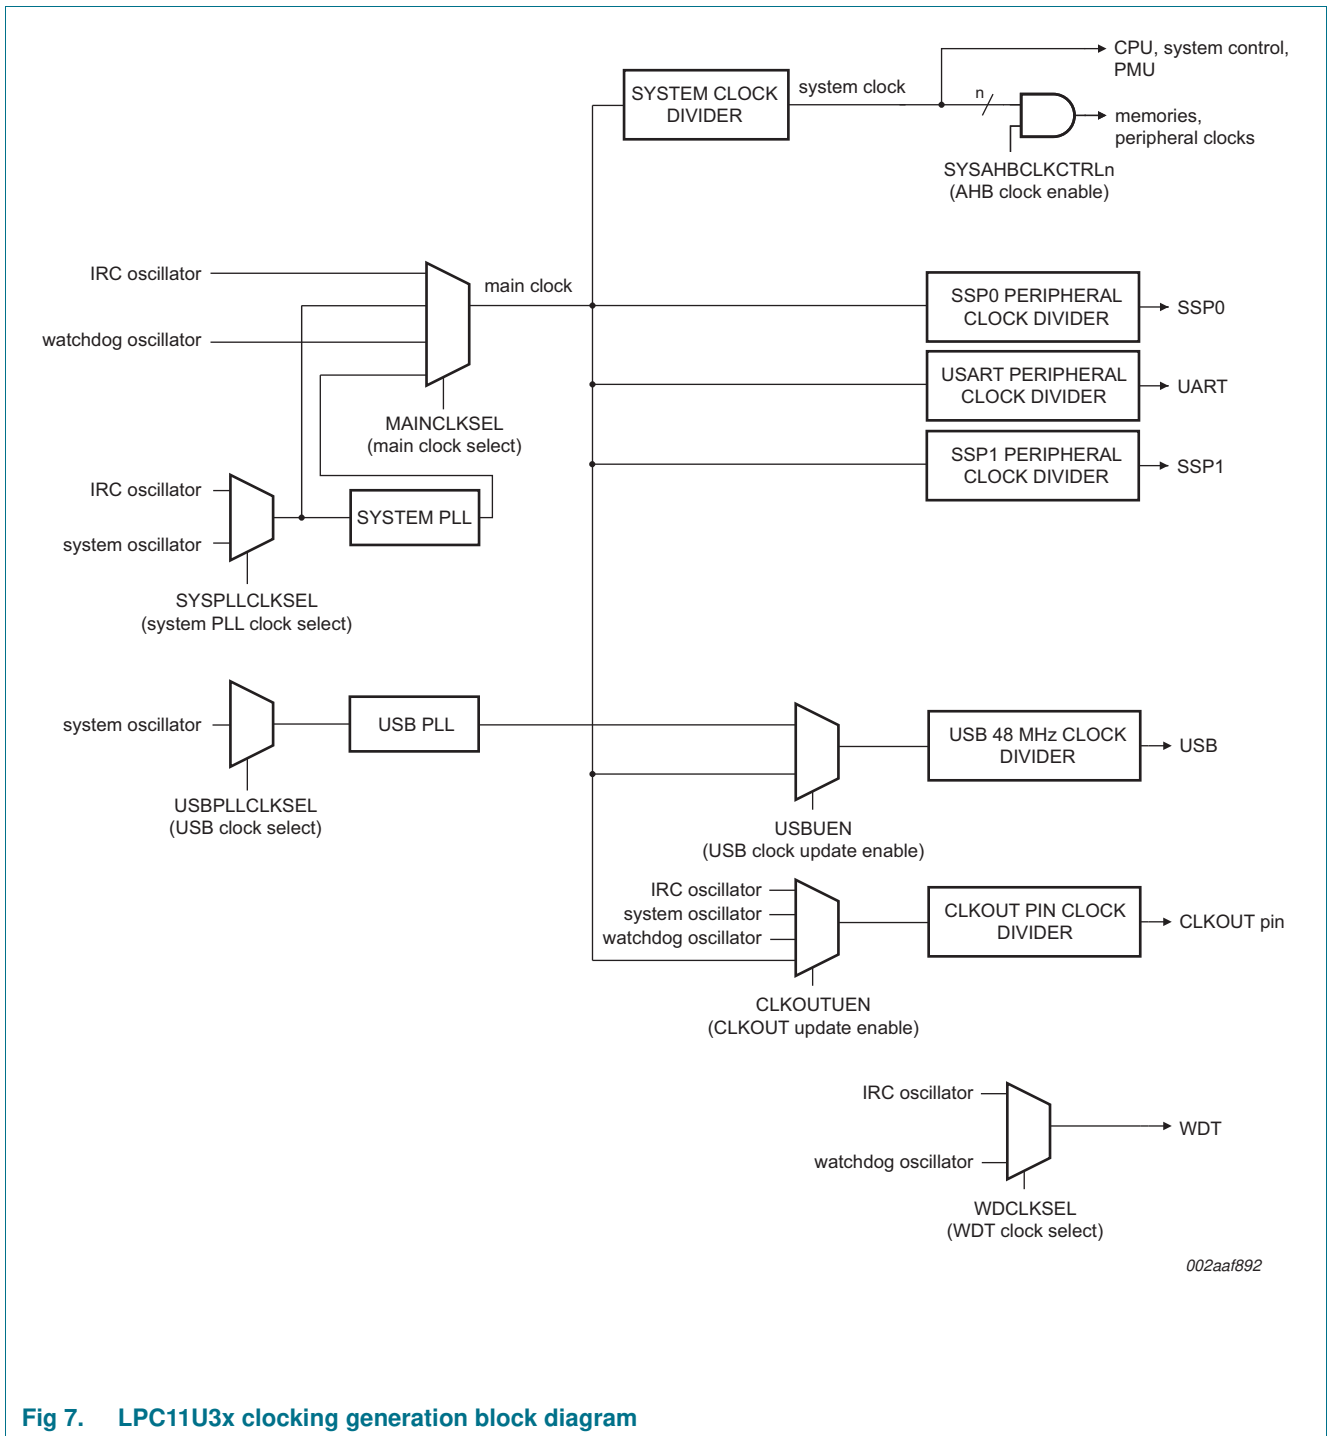 CPU, system control,
PMU
SYSTEM CLOCK
DIVIDER
system clock
n
memories,
peripheral clocks
SYSAHBCLKCTRLn
(AHB clock enable)
IRC oscillator
main clock
watchdog oscillator
MAINCLKSEL
(main clock select)
SSP0 PERIPHERAL
CLOCK DIVIDER
SSP0
USART PERIPHERAL
CLOCK DIVIDER
UART
SSP1 PERIPHERAL
CLOCK DIVIDER
SSP1
IRC oscillator
system oscillator
SYSTEM PLL
SYSPLLCLKSEL
(system PLL clock select)
system oscillator
USB PLL
USBPLLCLKSEL
(USB clock select)
USB 48 MHz CLOCK
DIVIDER
USB
USBUEN
(USB clock update enable)
IRC oscillator
system oscillator
watchdog oscillator
CLKOUT PIN CLOCK
DIVIDER
CLKOUT pin
CLKOUTUEN
(CLKOUT update enable)
IRC oscillator
watchdog oscillator
WDT
WDCLKSEL
(WDT clock select)
002aaf892
Fig 7. LPC11U3x clocking generation block diagram